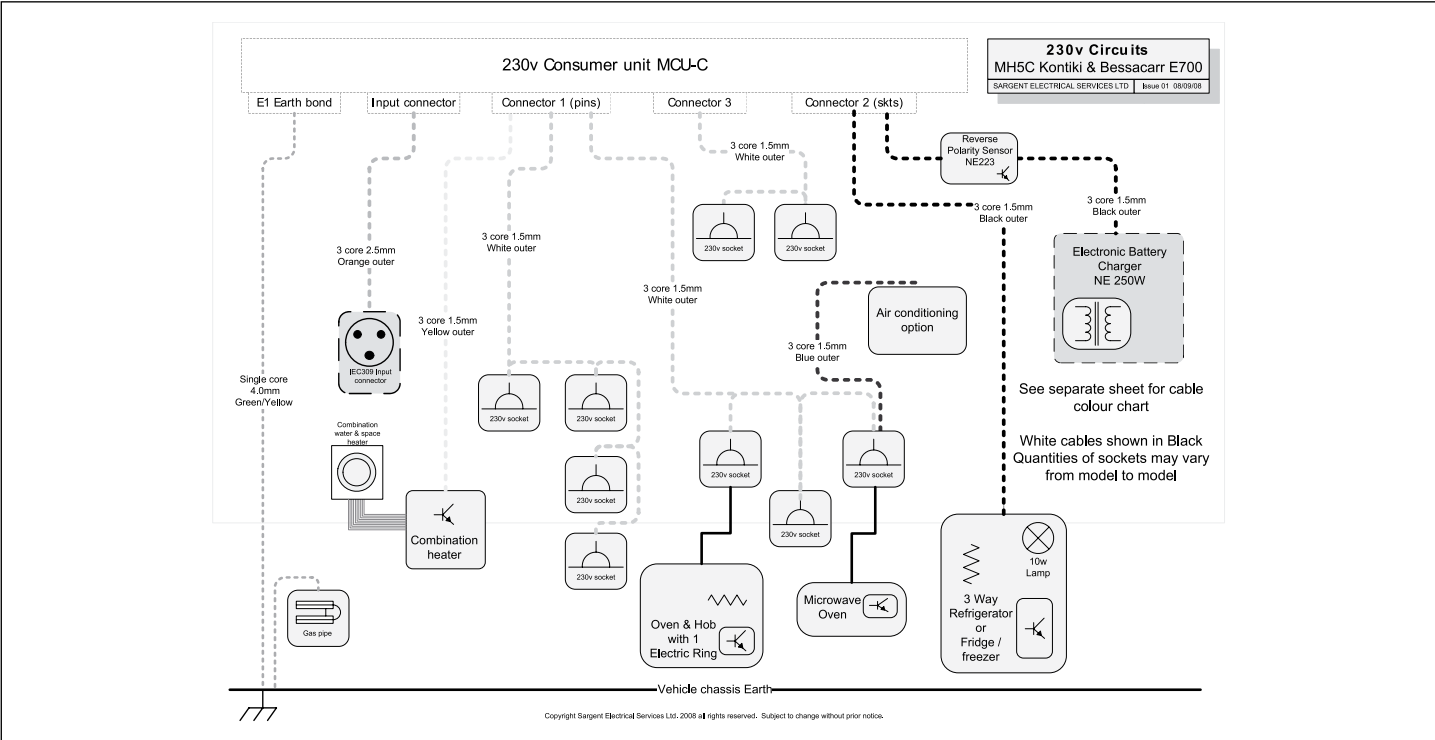 230v Consumer unit MCU-C
230v Circuits
MH5C Kontiki & Bessacarr E700
SARGENT ELECTRICAL SERVICES LTD
Issue 01 08/09/08
E1 Earth bond
Input connector
Connector 1 (pins)
Connector 3
Connector 2 (skts)
Reverse
Polarity Sensor
NE223
3 core 1.5mm
White outer
3 core 1.5mm
Black outer
3 core 1.5mm
Black outer
3 core 2.5mm
Orange outer
3 core 1.5mm
White outer
230v socket
230v socket
Electronic Battery
Charger
NE 250W
3 core 1.5mm
White outer
3 core 1.5mm
Yellow outer
Air conditioning
option
3 core 1.5mm
Blue outer
IEC309 Input
connector
Single core
4.0mm
Green/Yellow
See separate sheet for cable
colour chart
230v socket
230v socket
Combination
water & space
heater
White cables shown in Black
Quantities of sockets may vary
from model to model
230v socket
230v socket
230v socket
230v socket
230v socket
230v socket
Combination
heater
10w
Lamp
3 Way
Refrigerator
or
Fridge /
freezer
Microwave
Oven
Oven & Hob
with 1
Electric Ring
Gas pipe
Vehicle chassis Earth
Copyright Sargent Electrical Services Ltd. 2008 all rights reserved. Subject to change without prior notice.